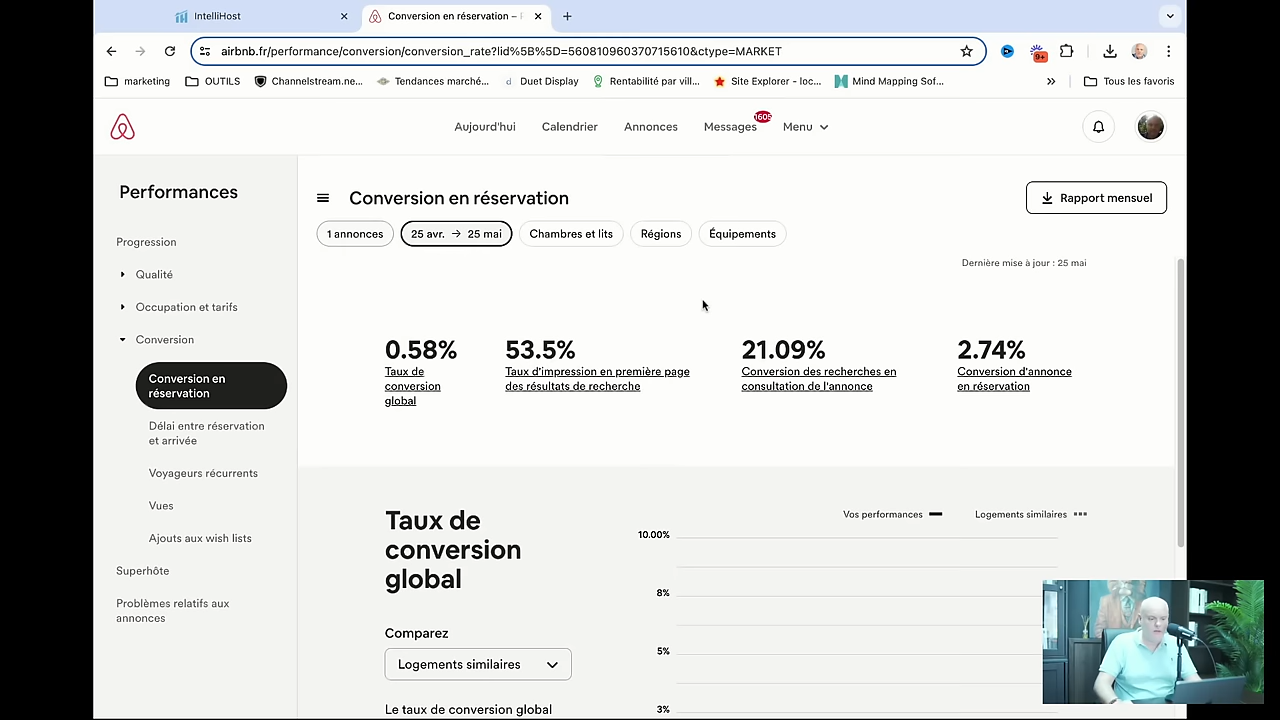 IntelliHost
Conversion en réservation –
airbnb.fr/performance/conversion/conversion_rate?lid%5B%5D=560810960370715610&ctype=MARKET
9+
marketing
OUTILS
Channelstream.ne...
Tendances marché...
Duet Display
Rentabilité par vill...
Site Explorer - loc...
Mind Mapping Sof...
»
Tous les favoris
Aujourd'hui
Calendrier
Annonces
Messages
1605
Menu
Performances
Progression
Qualité
Occupation et tarifs
Conversion
Conversion en
réservation
Délai entre réservation
et arrivée
Voyageurs récurrents
Vues
Ajouts aux wish lists
Superhôte
Problèmes relatifs aux
annonces
Conversion en réservation
Rapport mensuel
1 annonces
25 avr. → 25 mai
Chambres et lits
Régions
Équipements
Dernière mise à jour : 25 mai
0.58%
Taux de
conversion
global
53.5%
Taux d'impression en première page
des résultats de recherche
21.09%
Conversion des recherches en
consultation de l'annonce
2.74%
Conversion d'annonce
en réservation
Taux de
conversion
global
Vos performances
Logements similaires
10.00%
8%
5%
3%
Comparez
Logements similaires
Le taux de conversion global